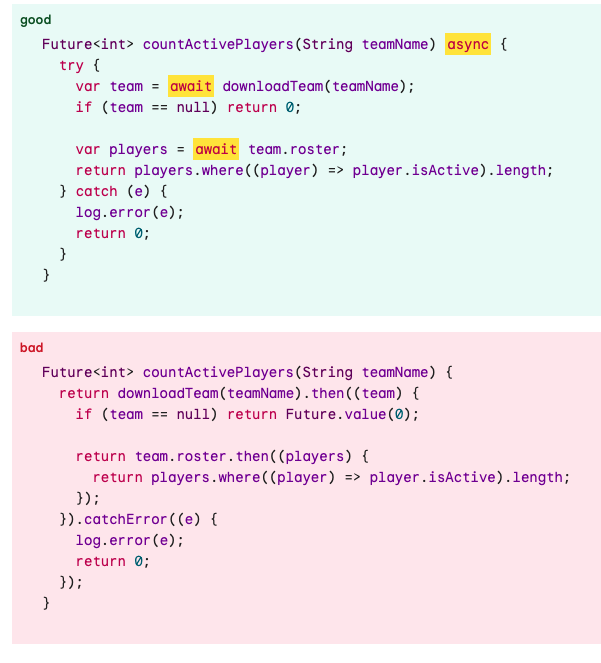 good
Future<int> countActivePlayers(String teamName) async {
  try {
    var team = await downloadTeam(teamName);
    if (team == null) return 0;

    var players = await team.roster;
    return players.where((player) => player.isActive).length;
  } catch (e) {
    log.error(e);
    return 0;
  }
}
bad
Future<int> countActivePlayers(String teamName) {
  return downloadTeam(teamName).then((team) {
    if (team == null) return Future.value(0);

    return team.roster.then((players) {
      return players.where((player) => player.isActive).length;
    });
  }).catchError((e) {
    log.error(e);
    return 0;
  });
}